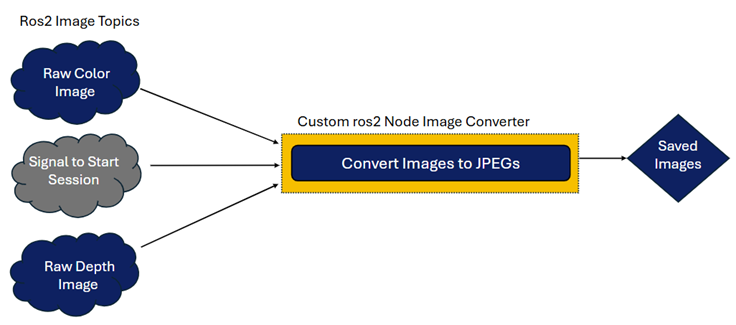 Ros2 Image Topics
Raw Color
Image
Signal to Start
Session
Raw Depth
Image
Custom ros2 Node Image Converter
Convert Images to JPEGs
Saved
Images